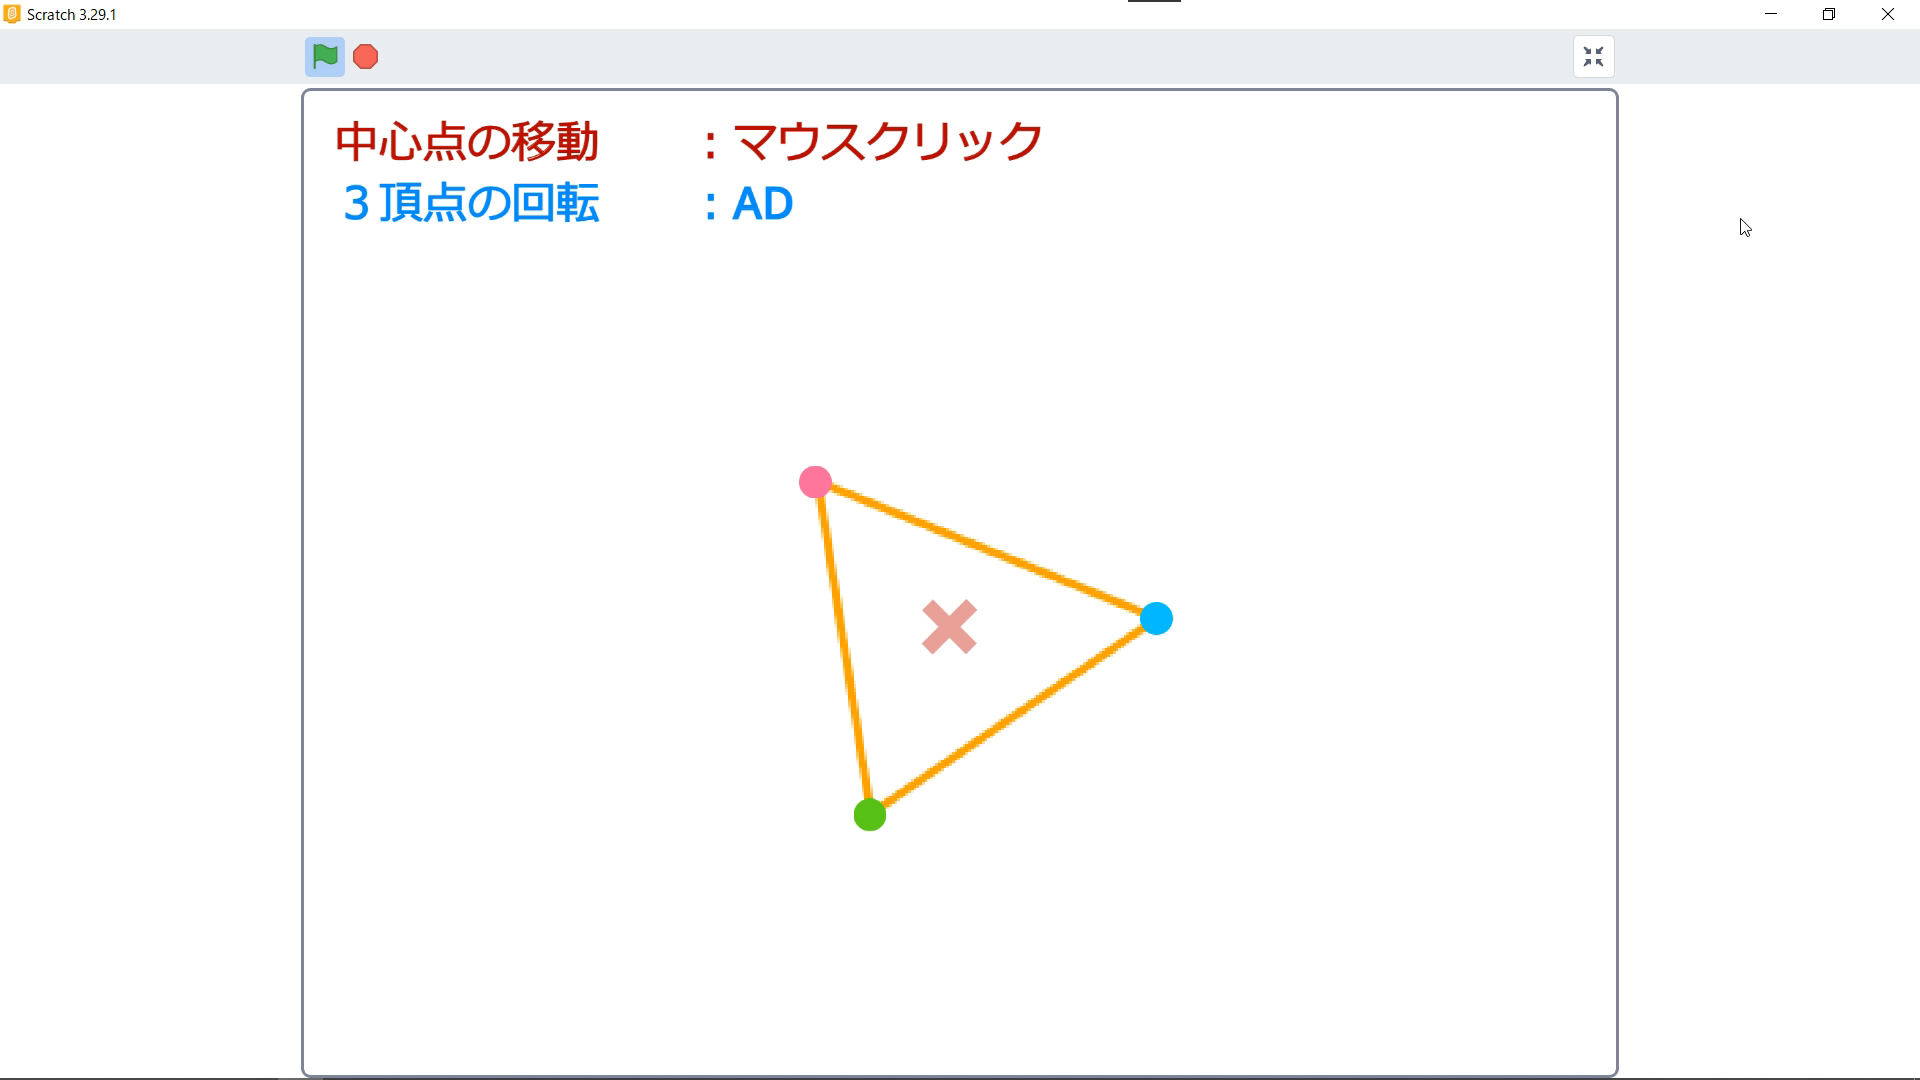 Scratch 3.29.1
中心点の移動　　：マウスクリック
３頂点の回転　　：AD